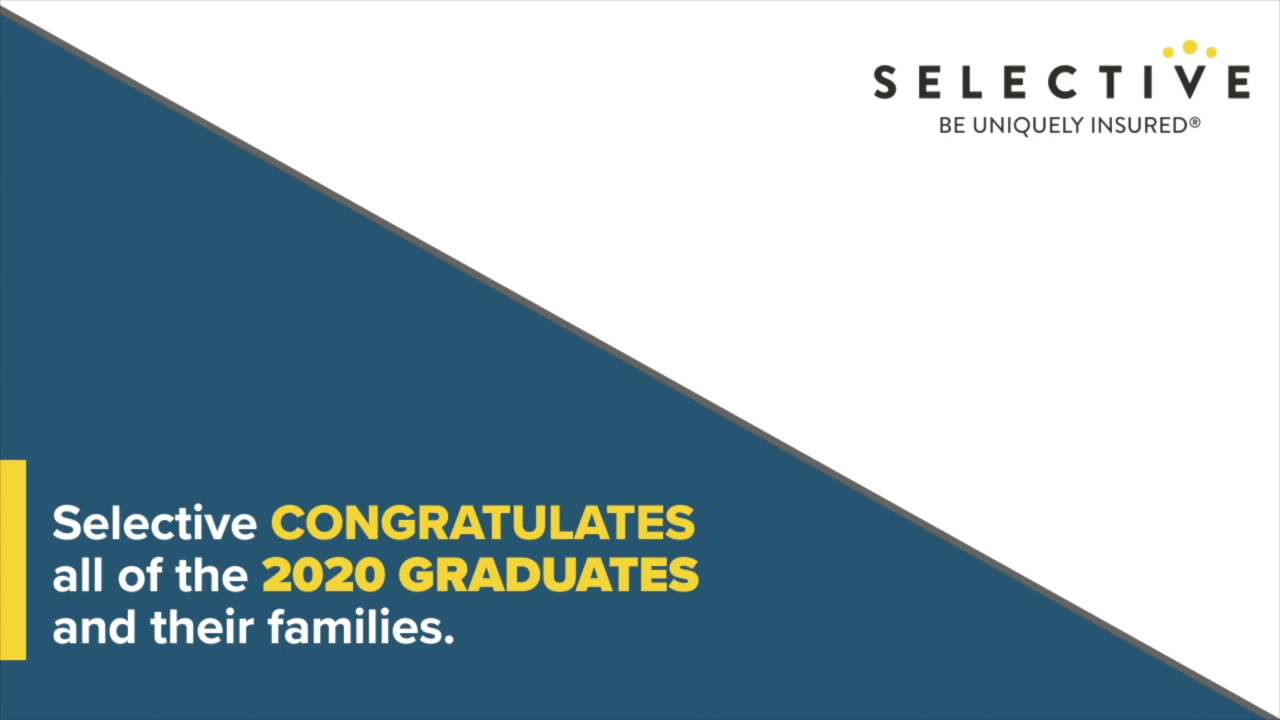 SELECTIVE
BE UNIQUELY INSURED®
Selective CONGRATULATES
all of the 2020 GRADUATES
and their families.